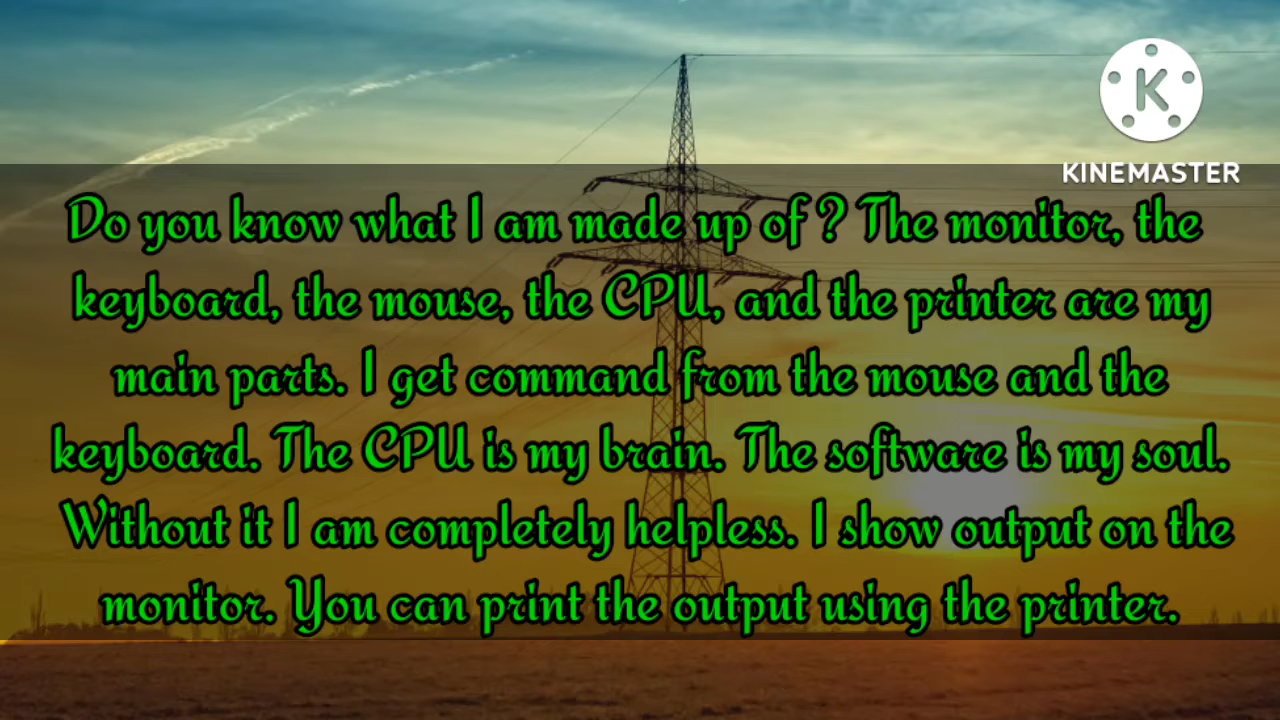 KINEMASTER
Do you know what I am made up of ? The monitor, the
keyboard, the mouse, the CPU, and the printer are my
main parts. I get command from the mouse and the
keyboard. The CPU is my brain. The software is my soul.
Without it I am completely helpless. I show output on the
monitor. You can print the output using the printer.